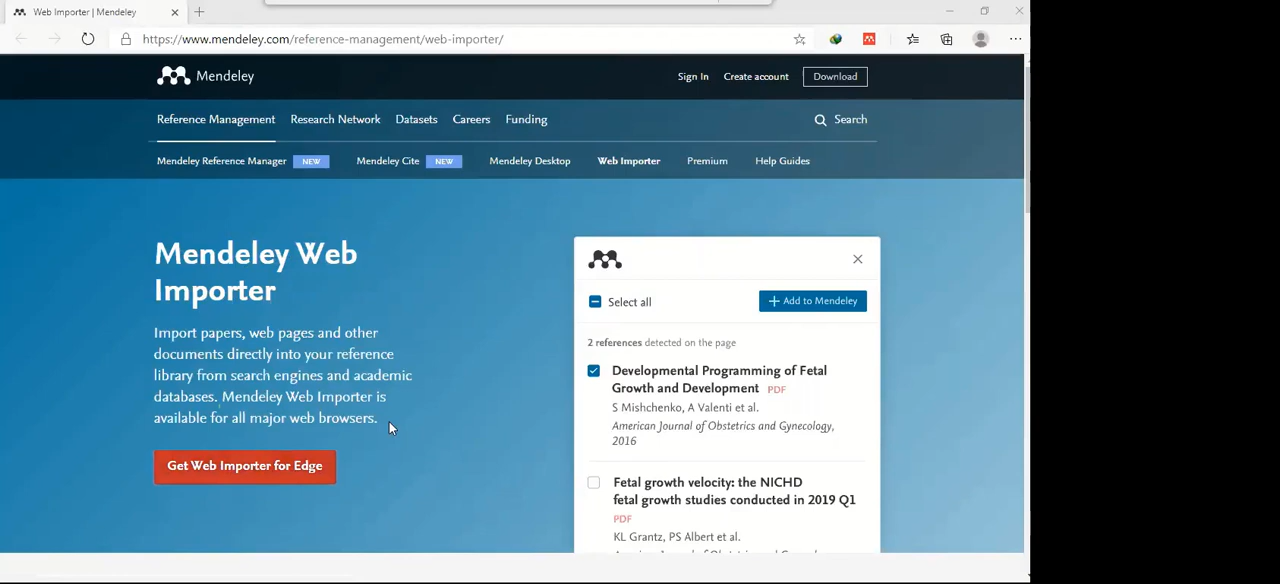 Web Importer | Mendeley
https://www.mendeley.com/reference-management/web-importer/
Mendeley
Sign In
Create account
Download
Reference Management
Research Network
Datasets
Careers
Funding
Search
Mendeley Reference Manager NEW
Mendeley Cite NEW
Mendeley Desktop
Web Importer
Premium
Help Guides
Mendeley Web
Importer
Import papers, web pages and other
documents directly into your reference
library from search engines and academic
databases. Mendeley Web Importer is
available for all major web browsers.
Get Web Importer for Edge
Select all
Add to Mendeley
2 references detected on the page
Developmental Programming of Fetal
Growth and Development PDF
S Mishchenko, A Valenti et al.
American Journal of Obstetrics and Gynecology,
2016
Fetal growth velocity: the NICHD
fetal growth studies conducted in 2019 Q1
PDF
KL Grantz, PS Albert et al.